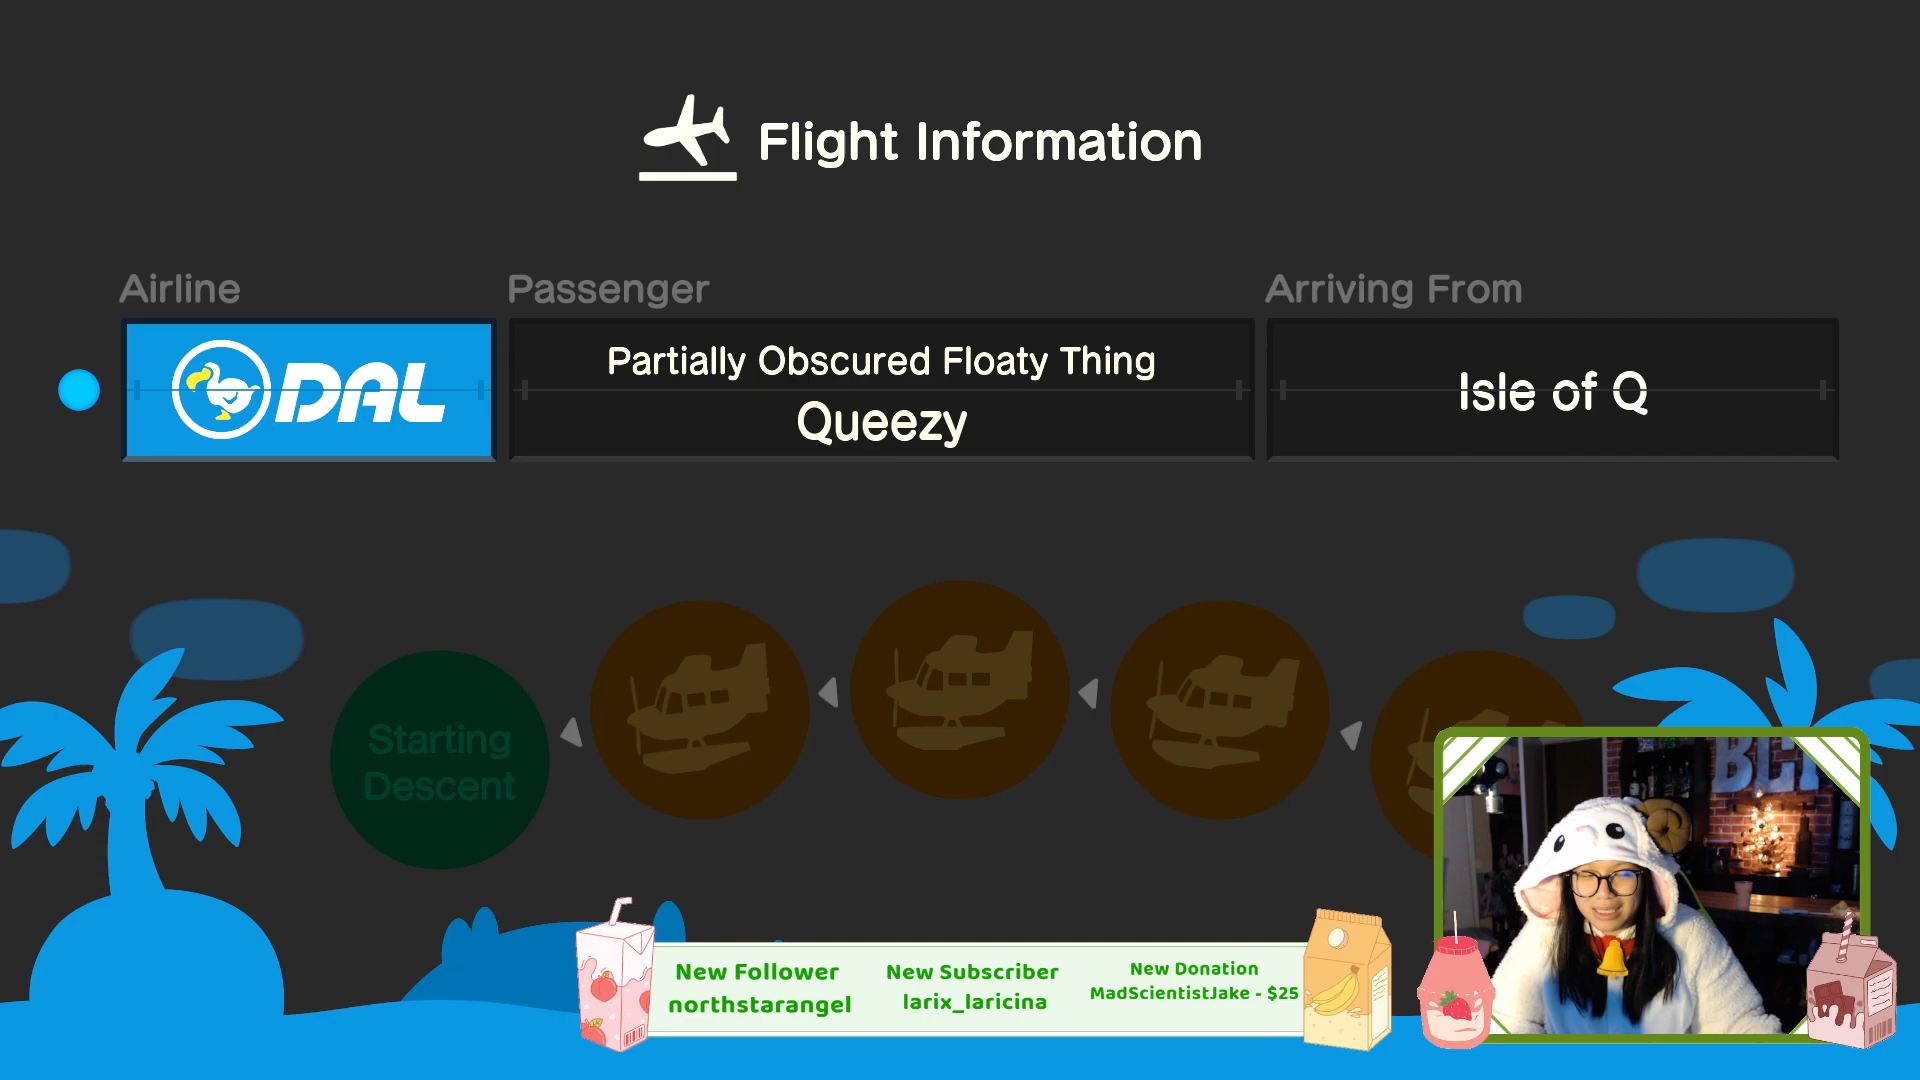 Flight Information
Airline
Passenger
Arriving From
DAL
Partially Obscured Floaty Thing
Queezy
Isle of Q
Starting
Descent
New Follower
northstarangel
New Subscriber
larix_laricina
New Donation
MadScientistJake - $25